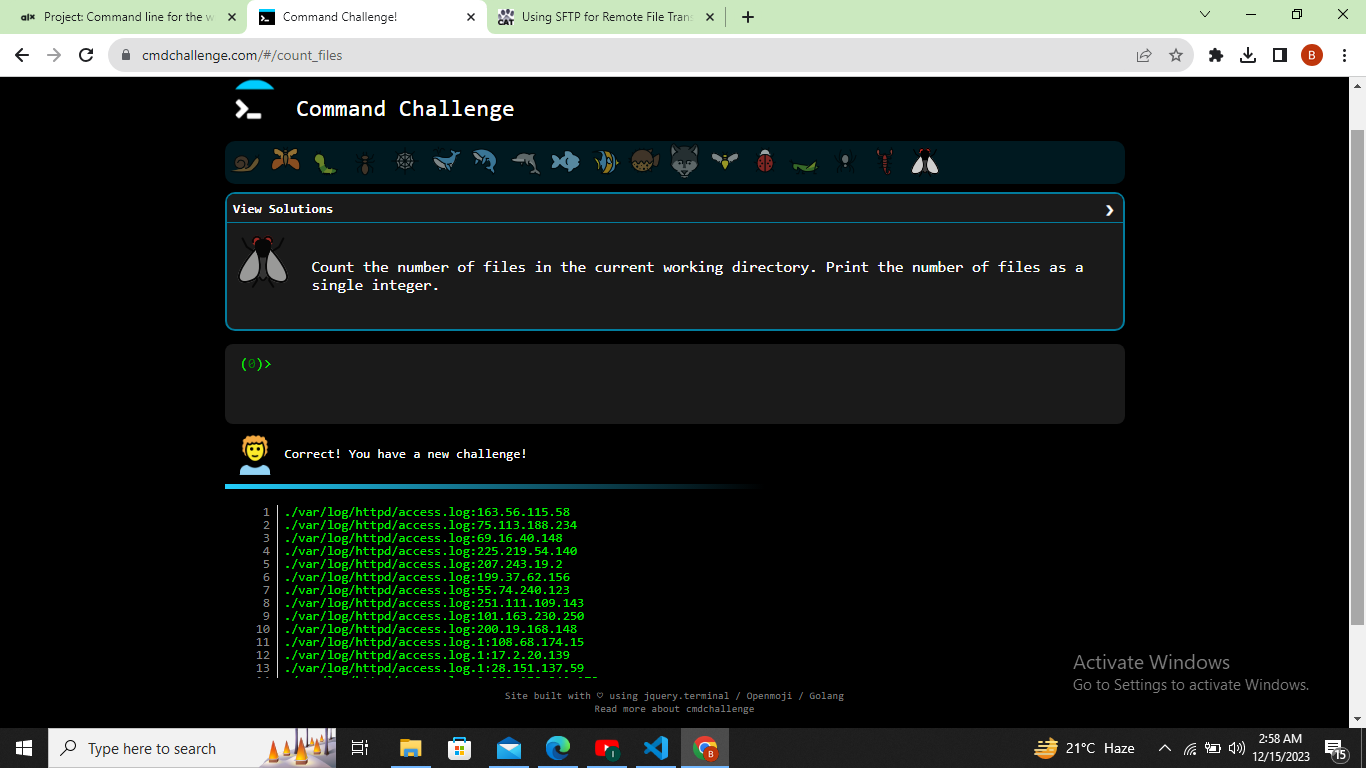 alx Project: Command line for the w
Command Challenge!
CAT Using SFTP for Remote File Tran
cmdchallenge.com/#/count_files
B
Command Challenge
View Solutions
Count the number of files in the current working directory. Print the number of files as a
single integer.
(0)>
Correct! You have a new challenge!
1 ./var/log/httpd/access.log:163.56.115.58
2 ./var/log/httpd/access.log:75.113.188.234
3 ./var/log/httpd/access.log:69.16.40.148
4 ./var/log/httpd/access.log:225.219.54.140
5 ./var/log/httpd/access.log:207.243.19.2
6 ./var/log/httpd/access.log:199.37.62.156
7 ./var/log/httpd/access.log:55.74.240.123
8 ./var/log/httpd/access.log:251.111.109.143
9 ./var/log/httpd/access.log:101.163.230.250
10 ./var/log/httpd/access.log:200.19.168.148
11 ./var/log/httpd/access.log.1:108.68.174.15
12 ./var/log/httpd/access.log.1:17.2.20.139
13 ./var/log/httpd/access.log.1:28.151.137.59
Activate Windows
Go to Settings to activate Windows.
Site built with ♡ using jquery.terminal / Openmoji / Golang
Read more about cmdchallenge
Type here to search
21°C Haze
2:58 AM
12/15/2023
15